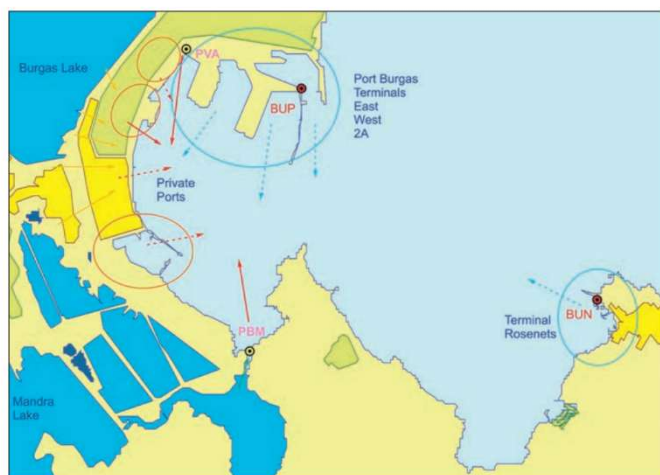 Burgas Lake
PVA
BUP
Port Burgas
Terminals
East
West
2A
Private
Ports
PBM
BUN
Terminal
Rosenets
Mandra
Lake